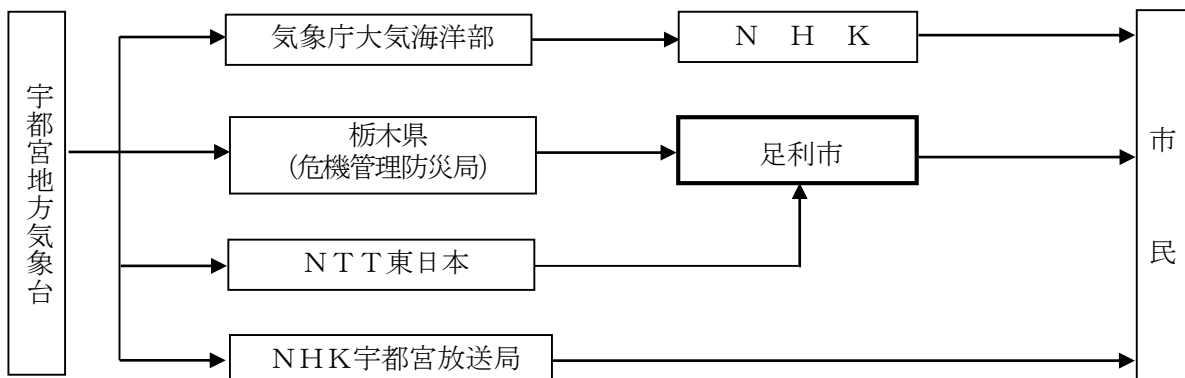 宇都宮地方気象台
気象庁大気海洋部
Ｎ　Ｈ　Ｋ
栃木県
（危機管理防災局）
足利市
ＮＴＴ東日本
ＮＨＫ宇都宮放送局
市民